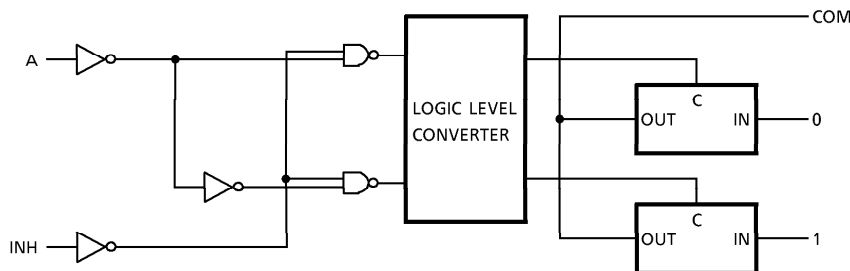 COM
A
C
LOGIC LEVEL
CONVERTER
OUT IN 0
C
INH
OUT IN 1